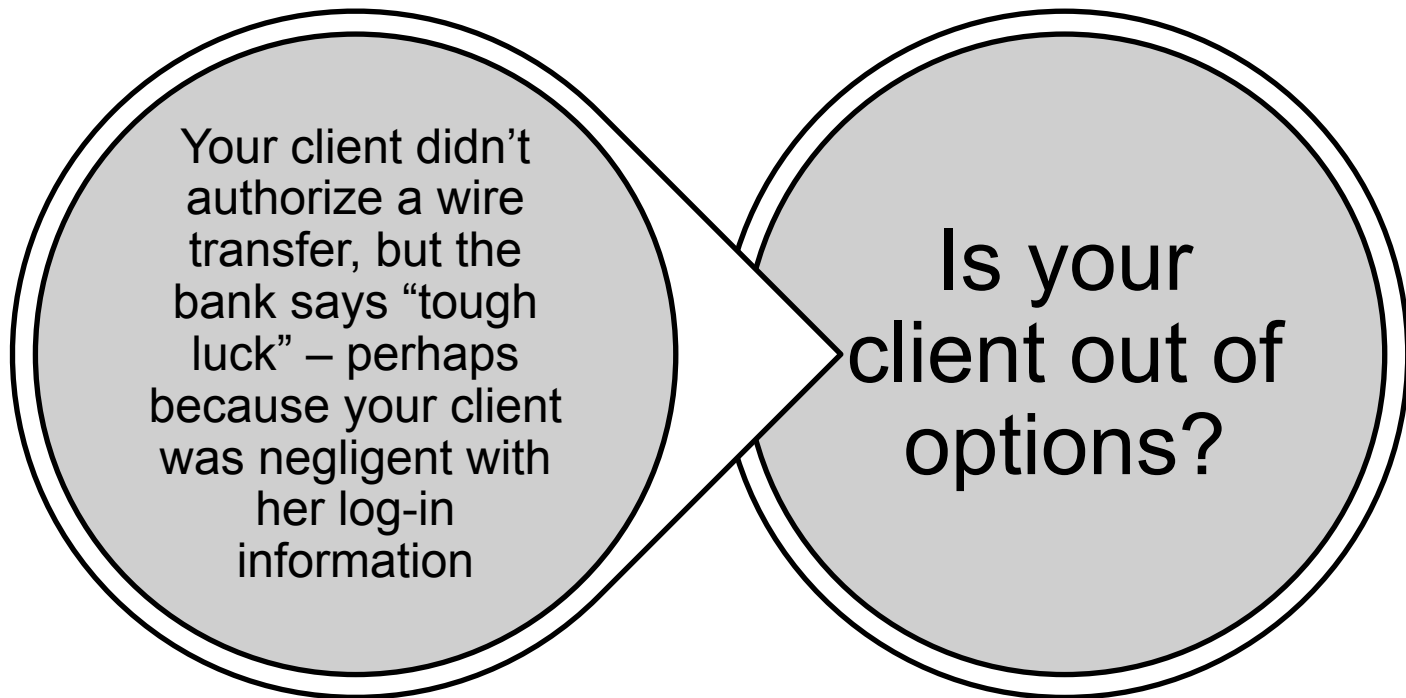 Your client didn’t
authorize a wire
transfer, but the
bank says “tough
luck” – perhaps
because your client
was negligent with
her log-in
information
Is your
client out of
options?